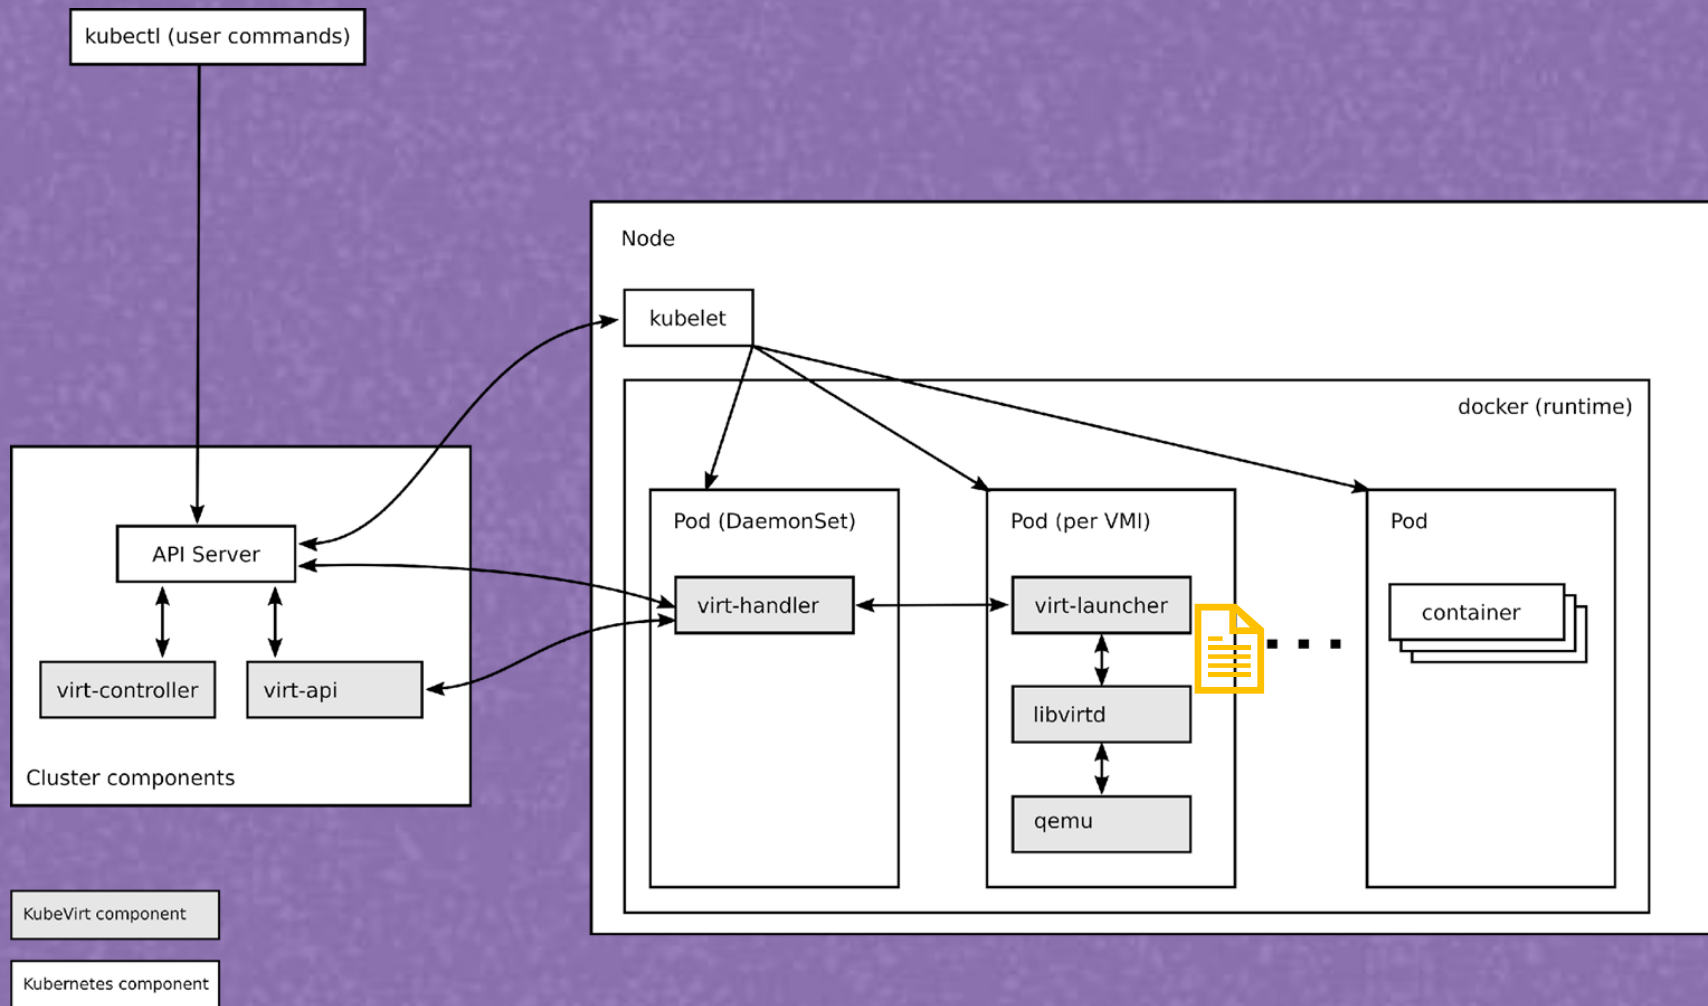 kubectl (user commands)
Node
kubelet
docker (runtime)
Pod (DaemonSet)
Pod (per VMI)
Pod
API Server
virt-handler
virt-launcher
container
virt-controller
virt-api
libvirtd
Cluster components
qemu
KubeVirt component
Kubernetes component